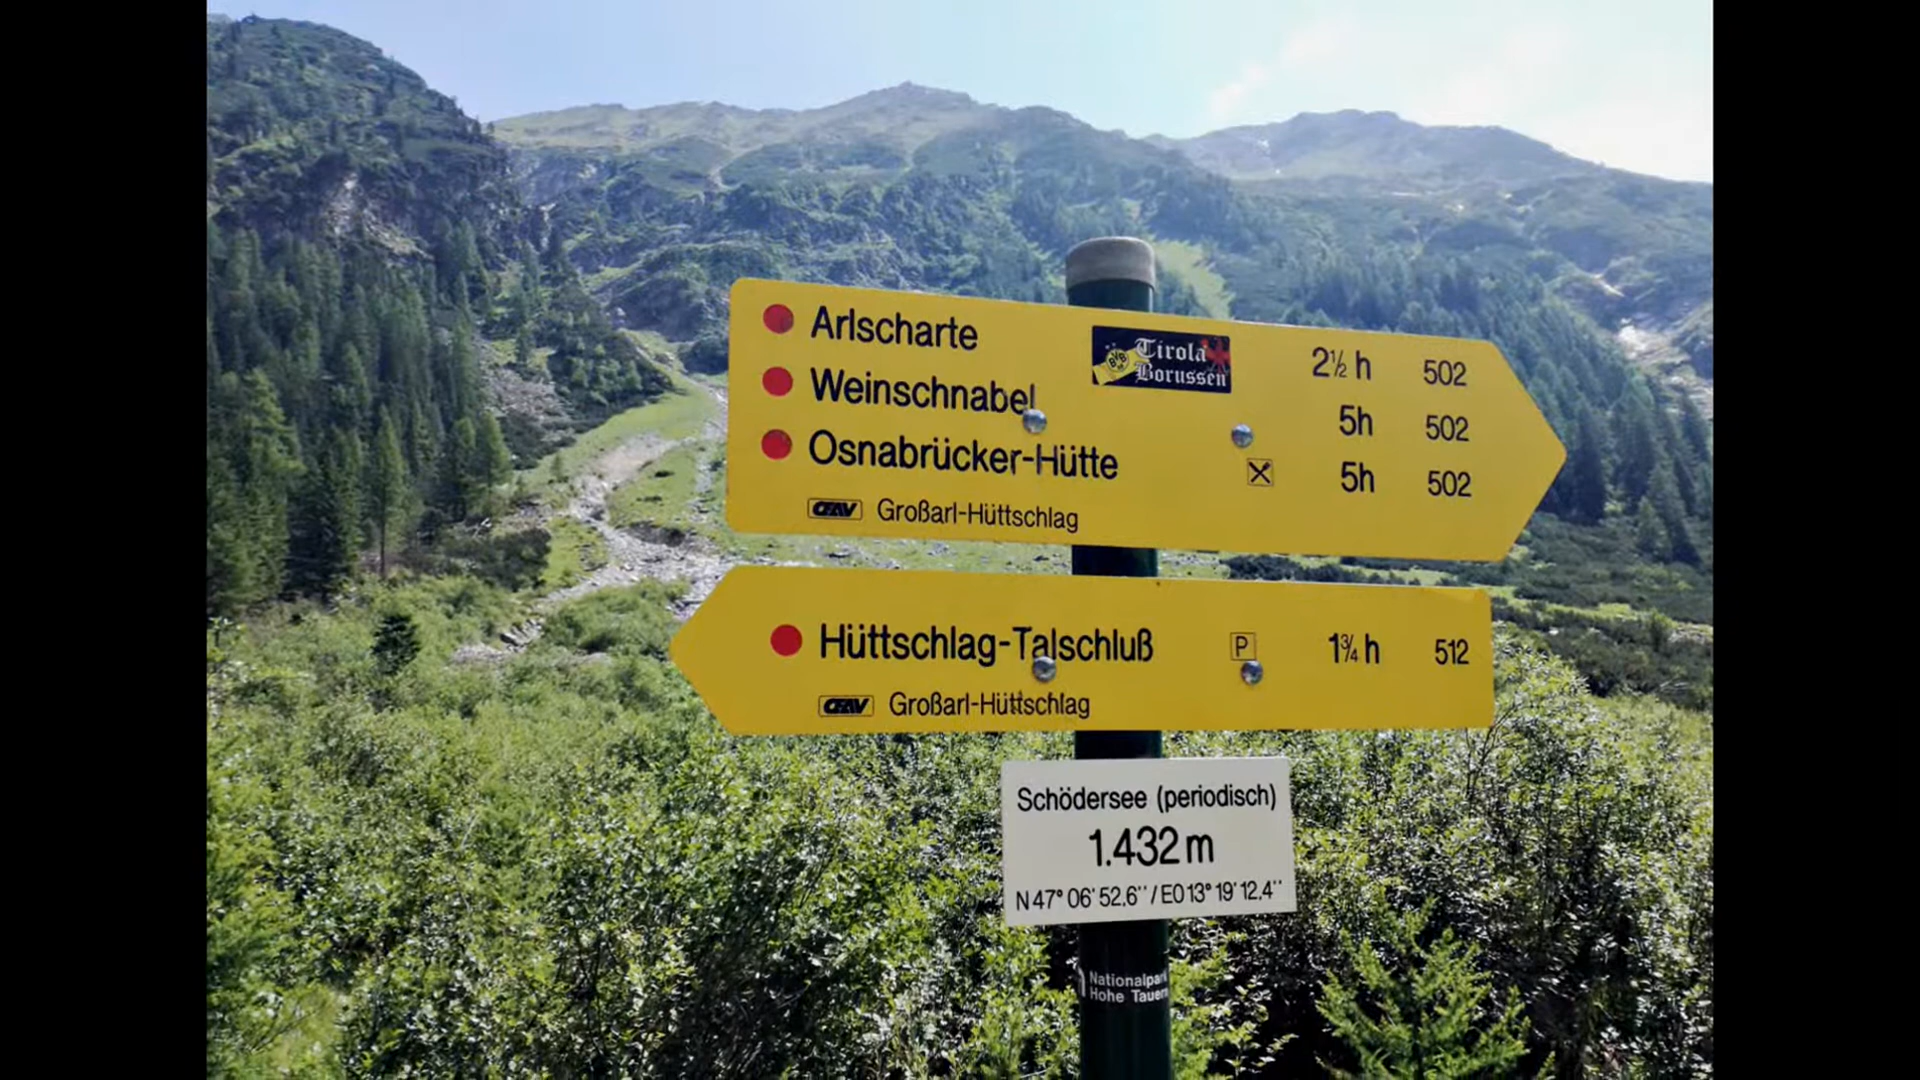 Arlscharte 2½ h 502
BVB Tirola
Borussen
Weinschnabel 5h 502
Osnabrücker-Hütte 5h 502
OEAV Großarl-Hüttschlag
Hüttschlag-Talschluß P 1¾ h 512
OEAV Großarl-Hüttschlag
Schödersee (periodisch)
1.432 m
N 47° 06' 52,6'' / EO 13° 19' 12,4''
Nationalpark
Hohe Tauern